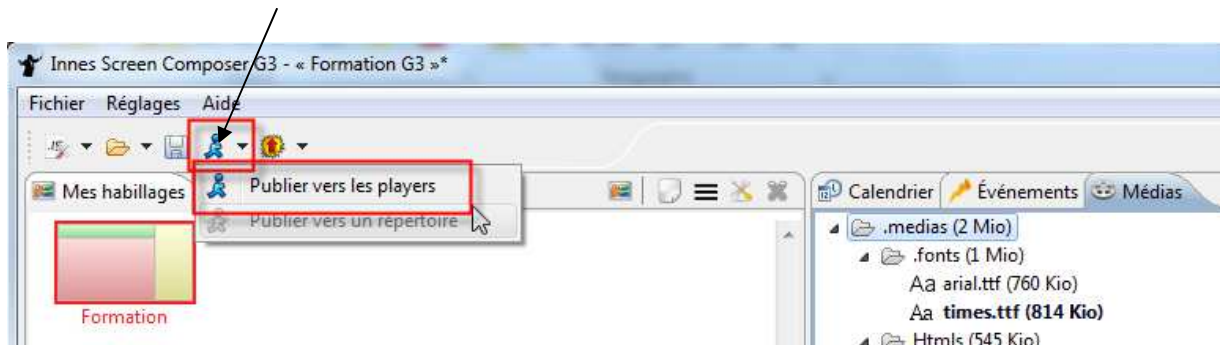 Innes Screen Composer G3 - « Formation G3 »*
Fichier Réglages Aide
Mes habillages
Publier vers les players
Publier vers un répertoire
Formation
Calendrier Événements Médias
.medias (2 Mio)
.fonts (1 Mio)
Aa arial.ttf (760 Kio)
Aa times.ttf (814 Kio)
Htmls (545 Kio)